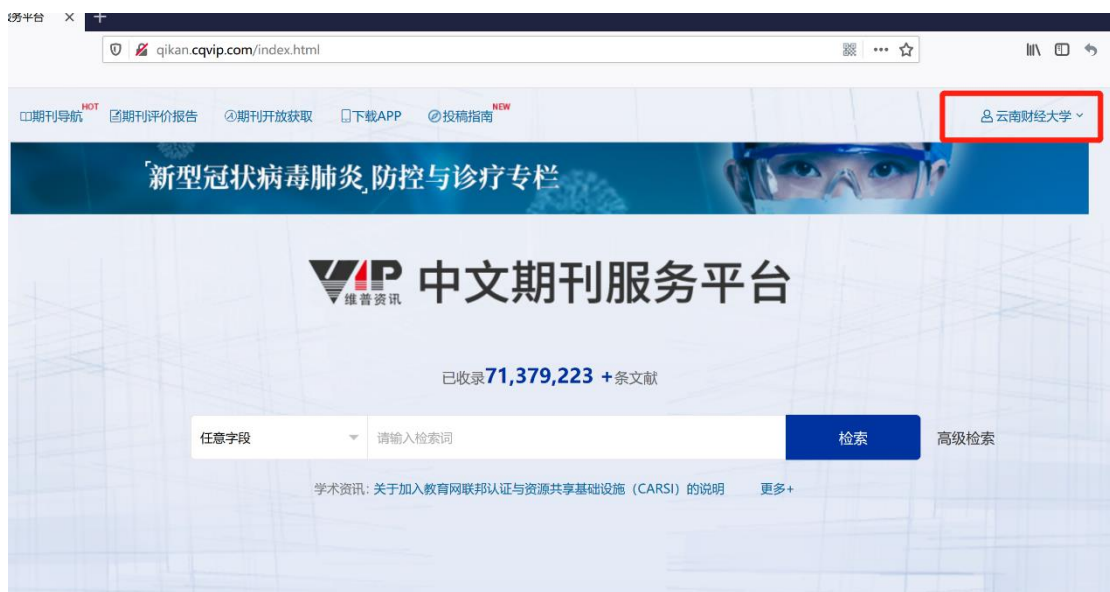 务平台 × +
qikan.cqvip.com/index.html
期刊导航HOT 期刊评价报告 期刊开放获取 下载APP 投稿指南NEW 云南财经大学
「新型冠状病毒肺炎」防控与诊疗专栏
VIP 维普资讯 中文期刊服务平台
已收录71,379,223 +条文献
任意字段 请输入检索词 检索 高级检索
学术资讯: 关于加入教育网联邦认证与资源共享基础设施（CARSI）的说明 更多+